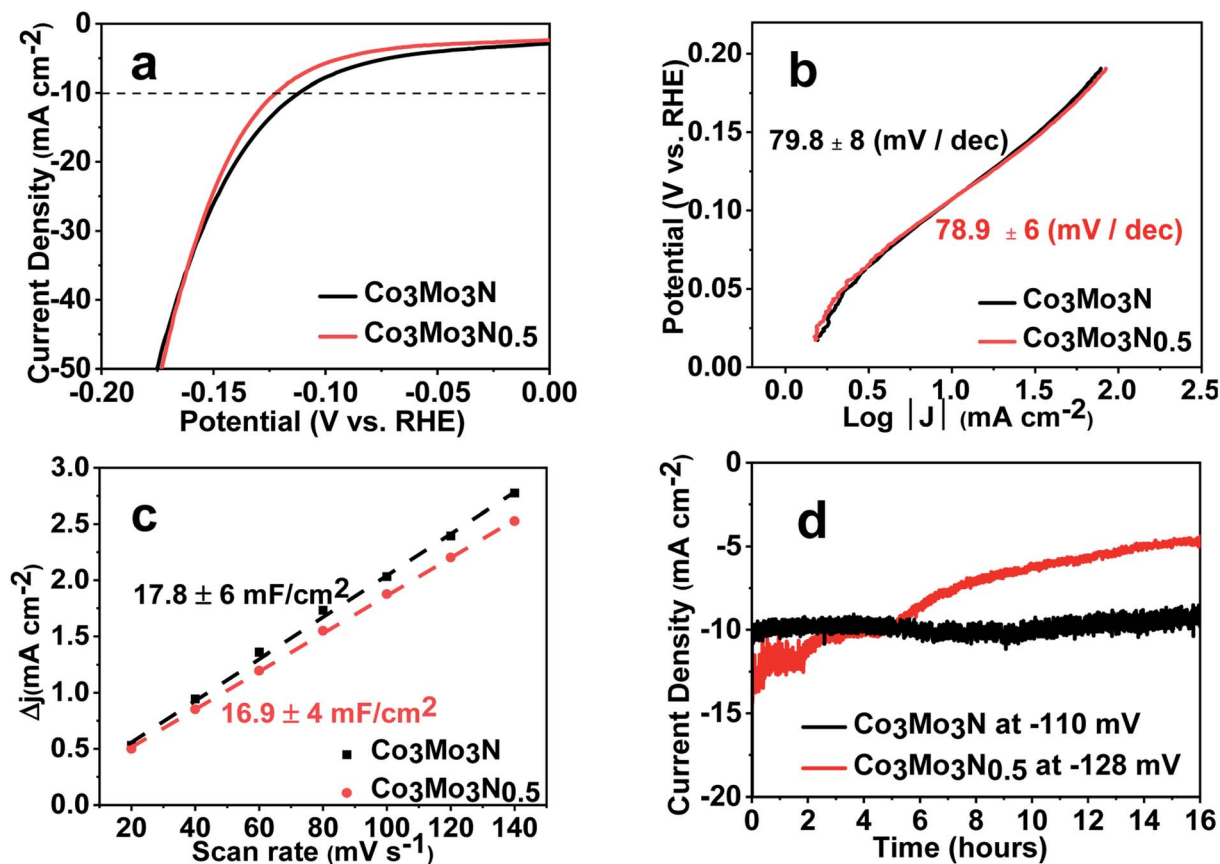 a
Current Density (mA cm-2)
0
-10
-20
-30
-40
-50
Co3Mo3N
Co3Mo3N0.5
-0.20 -0.15 -0.10 -0.05 0.00
Potential (V vs. RHE)
b
Potential (V vs. RHE)
0.20
0.15
0.10
0.05
0.00
79.8 ± 8 (mV / dec)
78.9 ± 6 (mV / dec)
Co3Mo3N
Co3Mo3N0.5
0.0 0.5 1.0 1.5 2.0 2.5
Log |J| (mA cm-2)
c
Δj(mA cm-2)
3.0
2.5
2.0
1.5
1.0
0.5
0.0
17.8 ± 6 mF/cm2
16.9 ± 4 mF/cm2
Co3Mo3N
Co3Mo3N0.5
20 40 60 80 100 120 140
Scan rate (mV s-1)
d
Current Density (mA cm-2)
0
-5
-10
-15
-20
Co3Mo3N at -110 mV
Co3Mo3N0.5 at -128 mV
0 2 4 6 8 10 12 14 16
Time (hours)